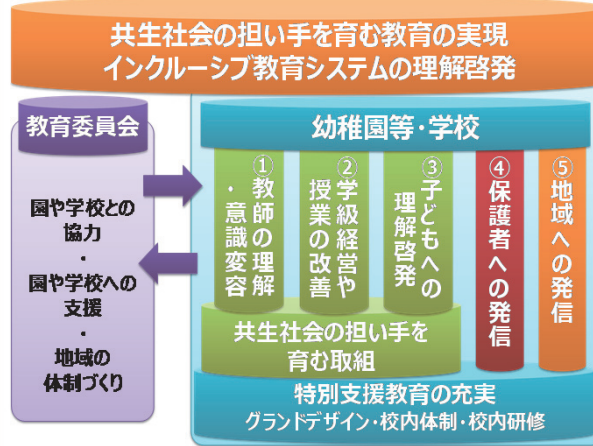 共生社会の担い手を育む教育の実現
インクルーシブ教育システムの理解啓発
教育委員会
園や学校との
協力
・
園や学校への
支援
・
地域の
体制づくり
幼稚園等・学校
①教師の理解
・意識変容
②学級経営や
授業の改善
③子どもへの
理解啓発
④保護者への発信
⑤地域への発信
共生社会の担い手を
育む取組
特別支援教育の充実
グランドデザイン・校内体制・校内研修